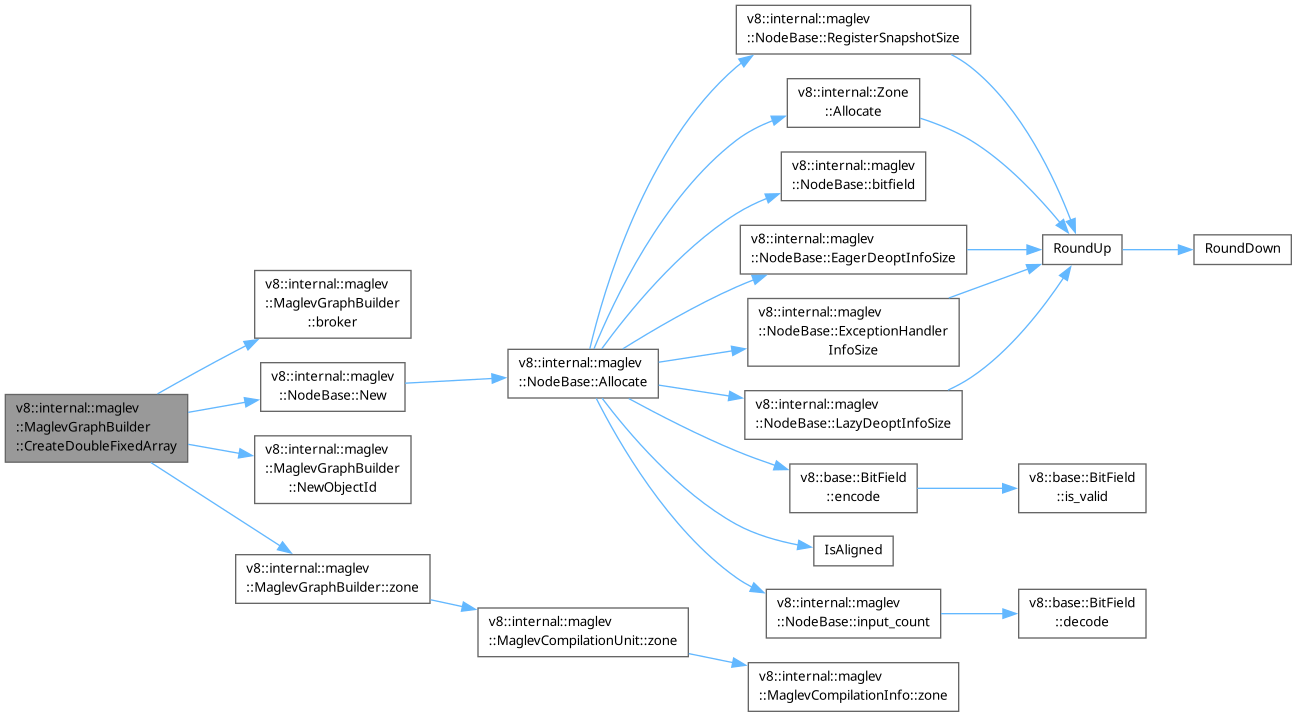 v8::internal::maglev
::MaglevGraphBuilder
::CreateDoubleFixedArray
v8::internal::maglev
::MaglevGraphBuilder
::broker
v8::internal::maglev
::NodeBase::New
v8::internal::maglev
::MaglevGraphBuilder
::NewObjectId
v8::internal::maglev
::MaglevGraphBuilder::zone
v8::internal::maglev
::MaglevCompilationUnit::zone
v8::internal::maglev
::NodeBase::Allocate
v8::internal::maglev
::NodeBase::RegisterSnapshotSize
v8::internal::Zone
::Allocate
v8::internal::maglev
::NodeBase::bitfield
v8::internal::maglev
::NodeBase::EagerDeoptInfoSize
v8::internal::maglev
::NodeBase::ExceptionHandler
InfoSize
v8::internal::maglev
::NodeBase::LazyDeoptInfoSize
v8::base::BitField
::encode
IsAligned
v8::internal::maglev
::NodeBase::input_count
v8::internal::maglev
::MaglevCompilationInfo::zone
RoundUp
RoundDown
v8::base::BitField
::is_valid
v8::base::BitField
::decode